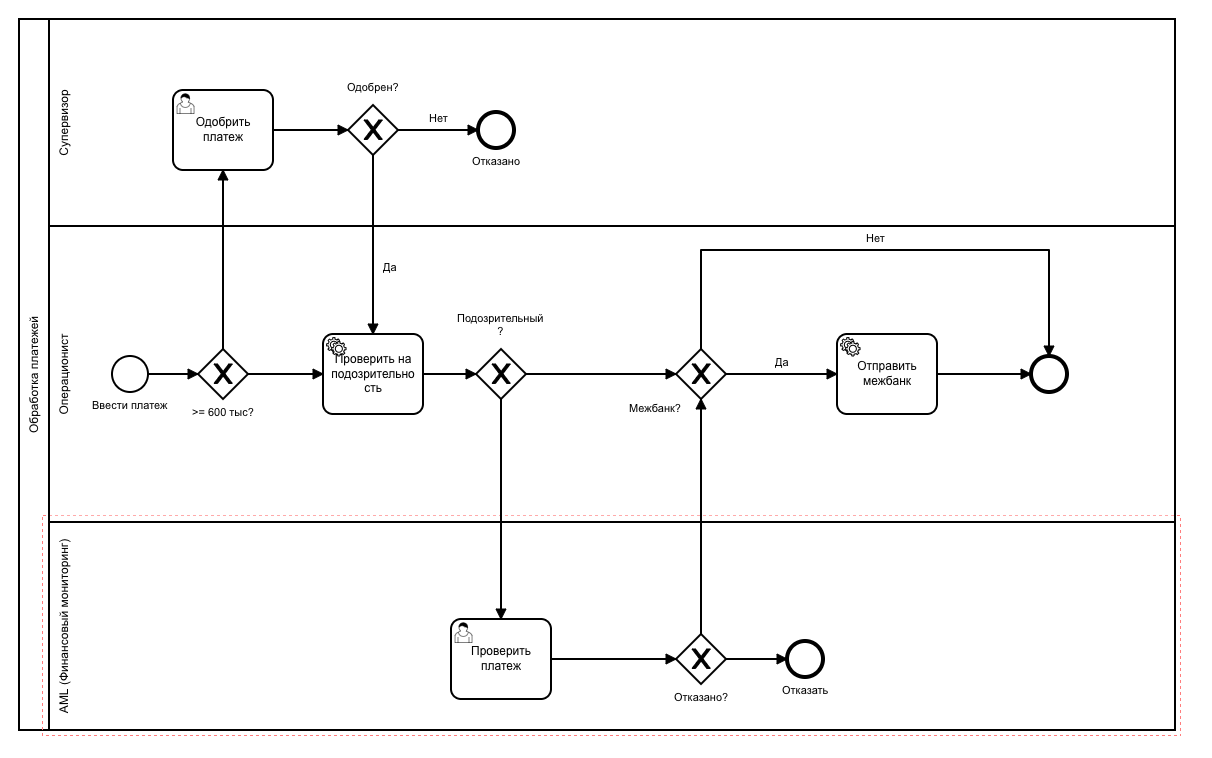 Обработка платежей
Супервизор
Одобрен?
Одобрить
платеж
Нет
Отказано
Операционист
Нет
Да
Подозрительный
?
Проверить на
подозрительно
сть
Да
Отправить
межбанк
Ввести платеж
>= 600 тыс?
Межбанк?
AML (Финансовый мониторинг)
Проверить
платеж
Отказано?
Отказать